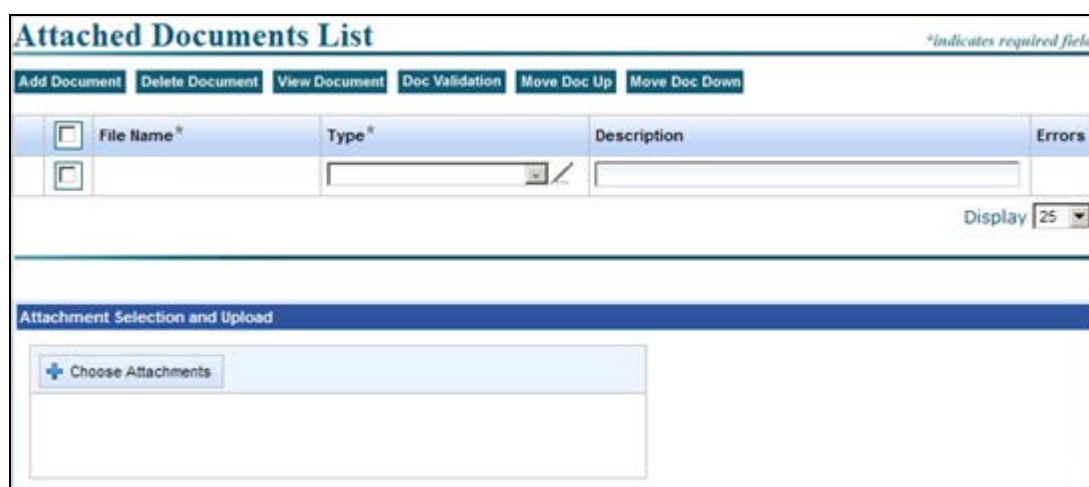 Attached Documents List
*indicates required field
Add Document Delete Document View Document Doc Validation Move Doc Up Move Doc Down
File Name* Type* Description Errors
Display 25
Attachment Selection and Upload
Choose Attachments